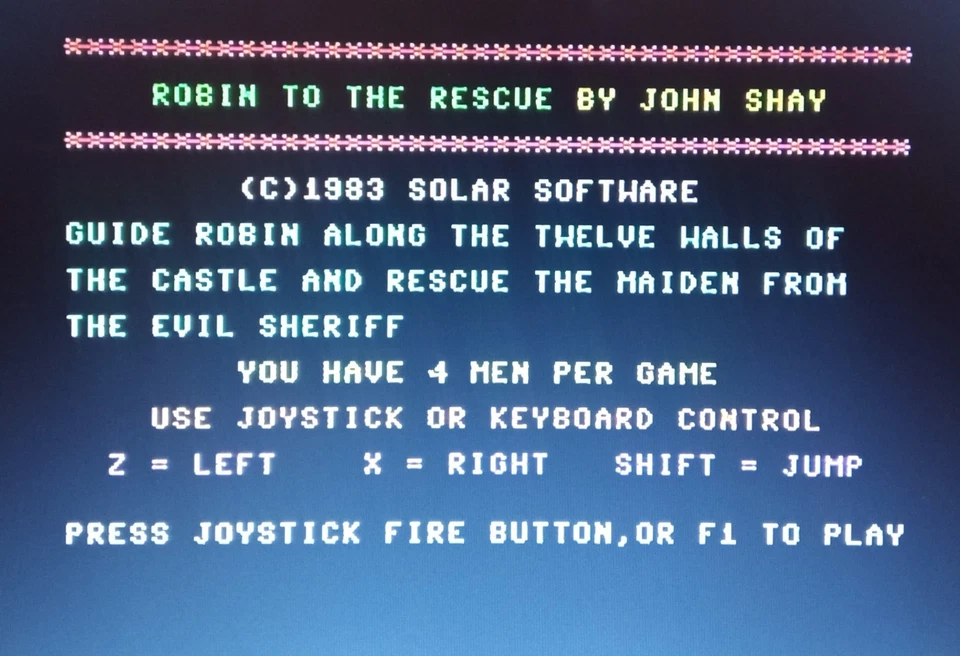 ROBIN TO THE RESCUE BY JOHN SHAY
(C)1983 SOLAR SOFTWARE
GUIDE ROBIN ALONG THE TWELVE WALLS OF
THE CASTLE AND RESCUE THE MAIDEN FROM
THE EVIL SHERIFF
YOU HAVE 4 MEN PER GAME
USE JOYSTICK OR KEYBOARD CONTROL
Z = LEFT X = RIGHT SHIFT = JUMP
PRESS JOYSTICK FIRE BUTTON,OR F1 TO PLAY